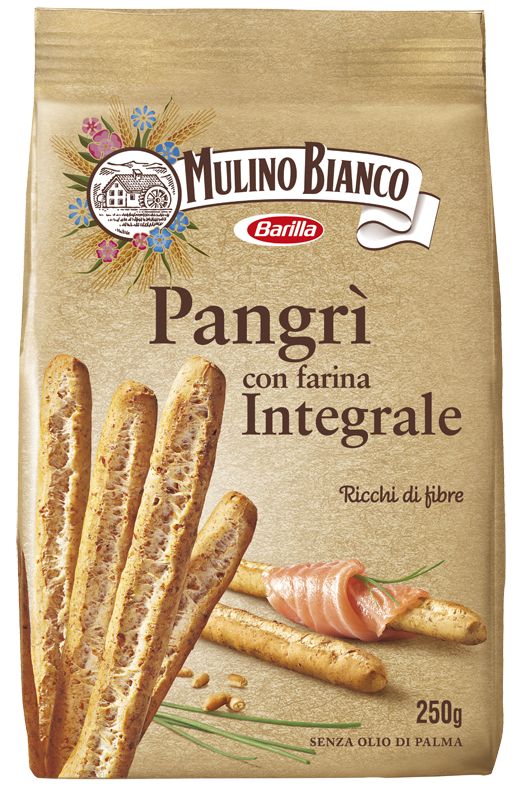 MULINO BIANCO
Barilla
Pangrì
con farina
Integrale
Ricchi di fibre
250g
SENZA OLIO DI PALMA